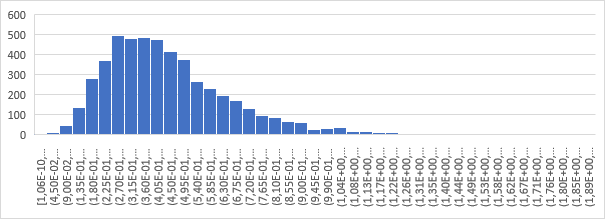 600
500
400
300
200
100
0
[1,06E-10,…
(4,50E-02,…
(9,00E-02,…
(1,35E-01,…
(1,80E-01,…
(2,25E-01,…
(2,70E-01,…
(3,15E-01,…
(3,60E-01,…
(4,05E-01,…
(4,50E-01,…
(4,95E-01,…
(5,40E-01,…
(5,85E-01,…
(6,30E-01,…
(6,75E-01,…
(7,20E-01,…
(7,65E-01,…
(8,10E-01,…
(8,55E-01,…
(9,00E-01,…
(9,45E-01,…
(9,90E-01,…
(1,04E+00,…
(1,08E+00,…
(1,13E+00,…
(1,17E+00,…
(1,22E+00,…
(1,26E+00,…
(1,31E+00,…
(1,35E+00,…
(1,40E+00,…
(1,44E+00,…
(1,49E+00,…
(1,53E+00,…
(1,58E+00,…
(1,62E+00,…
(1,67E+00,…
(1,71E+00,…
(1,76E+00,…
(1,80E+00,…
(1,85E+00,…
(1,89E+00,…